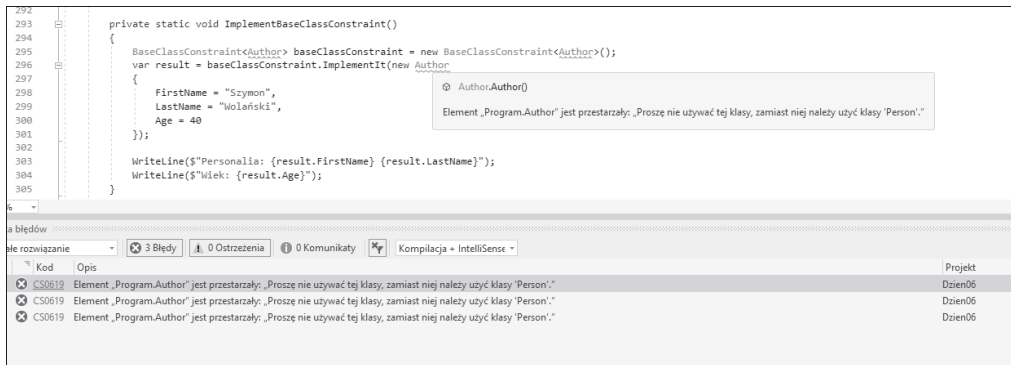 292
293 private static void ImplementBaseClassConstraint()
294 {
295 BaseClassConstraint<Author> baseClassConstraint = new BaseClassConstraint<Author>();
296 var result = baseClassConstraint.ImplementIt(new Author
297 {
298 FirstName = "Szymon",
299 LastName = "Wolański",
300 Age = 40
301 });
302
303 WriteLine($"Personalia: {result.FirstName} {result.LastName}");
304 WriteLine($"Wiek: {result.Age}");
305 }
Author.Author()
Element „Program.Author” jest przestarzały: „Proszę nie używać tej klasy, zamiast niej należy użyć klasy 'Person'.”
%
a błędów
ałe rozwiązanie 3 Błędy 0 Ostrzeżenia 0 Komunikaty Kompilacja + IntelliSense
Kod Opis Projekt
CS0619 Element „Program.Author” jest przestarzały: „Proszę nie używać tej klasy, zamiast niej należy użyć klasy 'Person'.” Dzien06
CS0619 Element „Program.Author” jest przestarzały: „Proszę nie używać tej klasy, zamiast niej należy użyć klasy 'Person'.” Dzien06
CS0619 Element „Program.Author” jest przestarzały: „Proszę nie używać tej klasy, zamiast niej należy użyć klasy 'Person'.” Dzien06